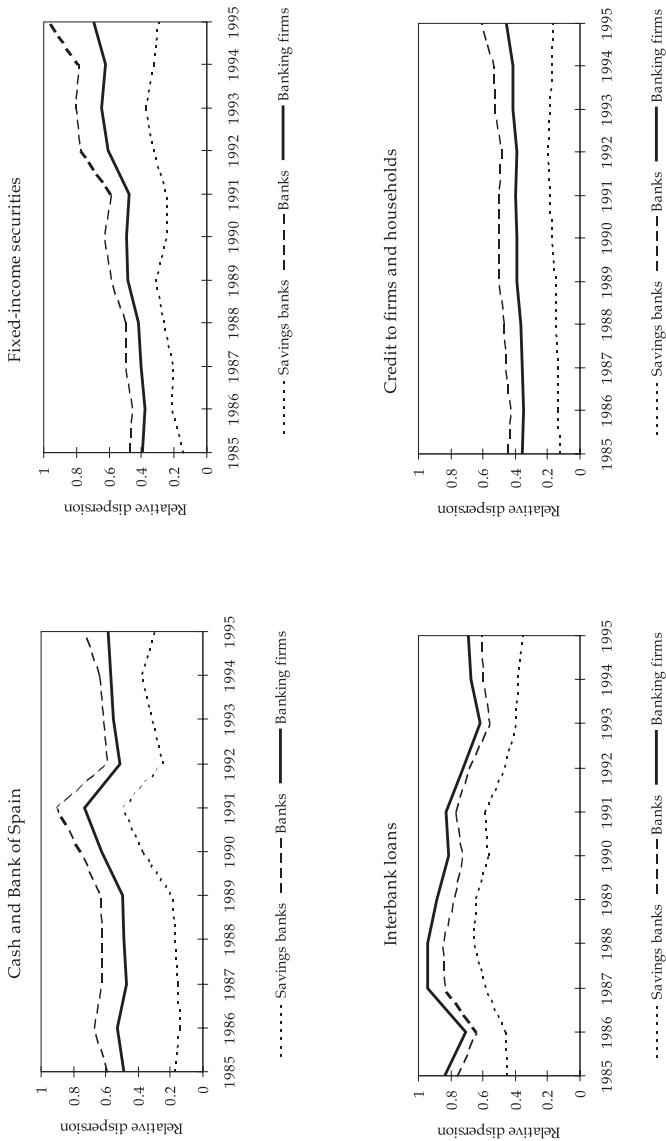 Cash and Bank of Spain
Relative dispersion
1
0.8
0.6
0.4
0.2
0
1985 1986 1987 1988 1989 1990 1991 1992 1993 1994 1995
Savings banks Banks Banking firms
Fixed-income securities
Relative dispersion
1
0.8
0.6
0.4
0.2
0
1985 1986 1987 1988 1989 1990 1991 1992 1993 1994 1995
Savings banks Banks Banking firms
Interbank loans
Relative dispersion
1
0.8
0.6
0.4
0.2
0
1985 1986 1987 1988 1989 1990 1991 1992 1993 1994 1995
Savings banks Banks Banking firms
Credit to firms and households
Relative dispersion
1
0.8
0.6
0.4
0.2
0
1985 1986 1987 1988 1989 1990 1991 1992 1993 1994 1995
Savings banks Banks Banking firms